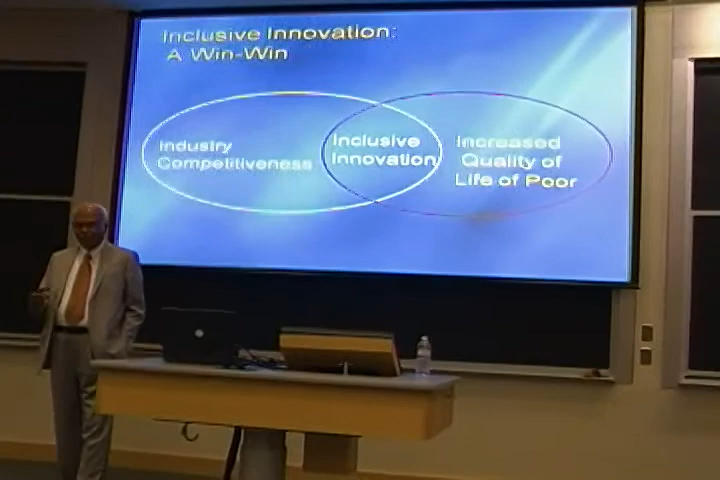 Inclusive Innovation:
A Win-Win
Industry
Competitiveness
Inclusive
Innovation
Increased
Quality of
Life of Poor